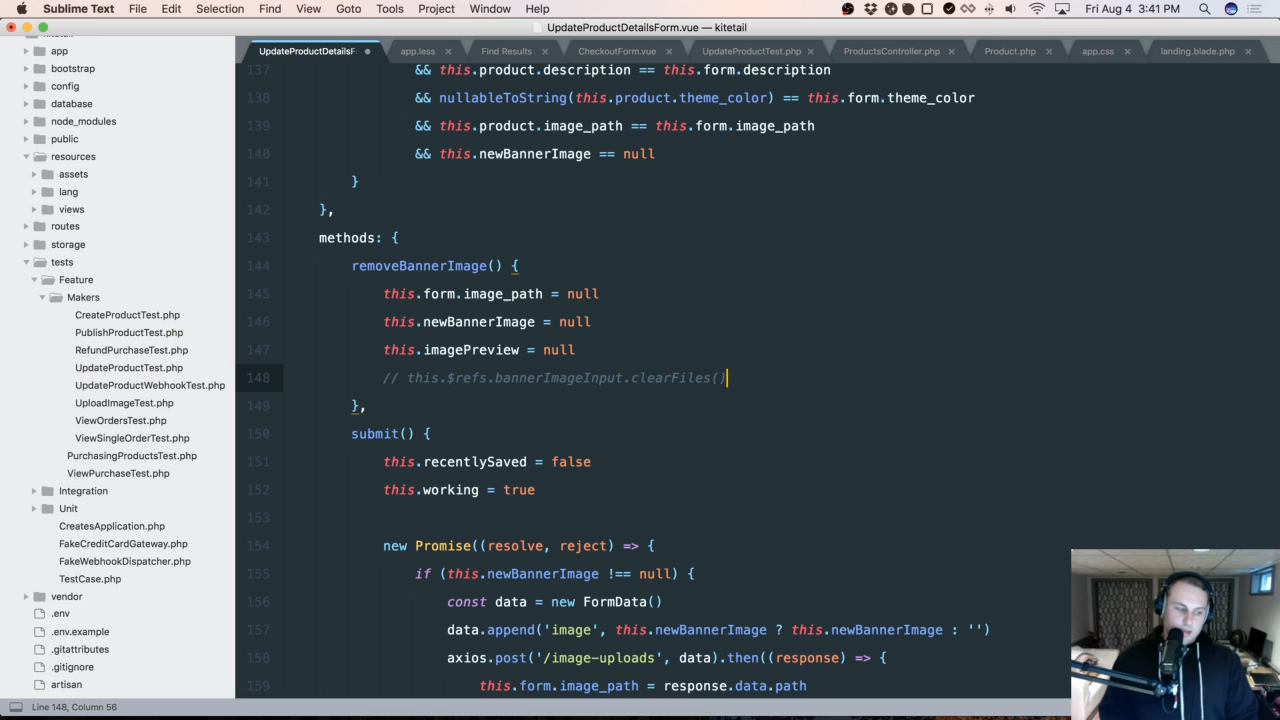 Sublime Text File Edit Selection Find View Goto Tools Project Window Help Fri Aug 4 3:41 PM
UpdateProductDetailsForm.vue — kitetail
kitetail
app
bootstrap
config
database
node_modules
public
resources
assets
lang
views
routes
storage
tests
Feature
Makers
CreateProductTest.php
PublishProductTest.php
RefundPurchaseTest.php
UpdateProductTest.php
UpdateProductWebhookTest.php
UploadImageTest.php
ViewOrdersTest.php
ViewSingleOrderTest.php
PurchasingProductsTest.php
ViewPurchaseTest.php
Integration
Unit
CreatesApplication.php
FakeCreditCardGateway.php
FakeWebhookDispatcher.php
TestCase.php
vendor
.env
.env.example
.gitattributes
.gitignore
artisan
UpdateProductDetailsF app.less Find Results CheckoutForm.vue UpdateProductTest.php ProductsController.php Product.php app.css landing.blade.php
137 && this.product.description == this.form.description
138 && nullableToString(this.product.theme_color) == this.form.theme_color
139 && this.product.image_path == this.form.image_path
140 && this.newBannerImage == null
141 }
142 },
143 methods: {
144 removeBannerImage() {
145 this.form.image_path = null
146 this.newBannerImage = null
147 this.imagePreview = null
148 // this.$refs.bannerImageInput.clearFiles()
149 },
150 submit() {
151 this.recentlySaved = false
152 this.working = true
153
154 new Promise((resolve, reject) => {
155 if (this.newBannerImage !== null) {
156 const data = new FormData()
157 data.append('image', this.newBannerImage ? this.newBannerImage : '')
158 axios.post('/image-uploads', data).then((response) => {
159 this.form.image_path = response.data.path
Line 148, Column 56